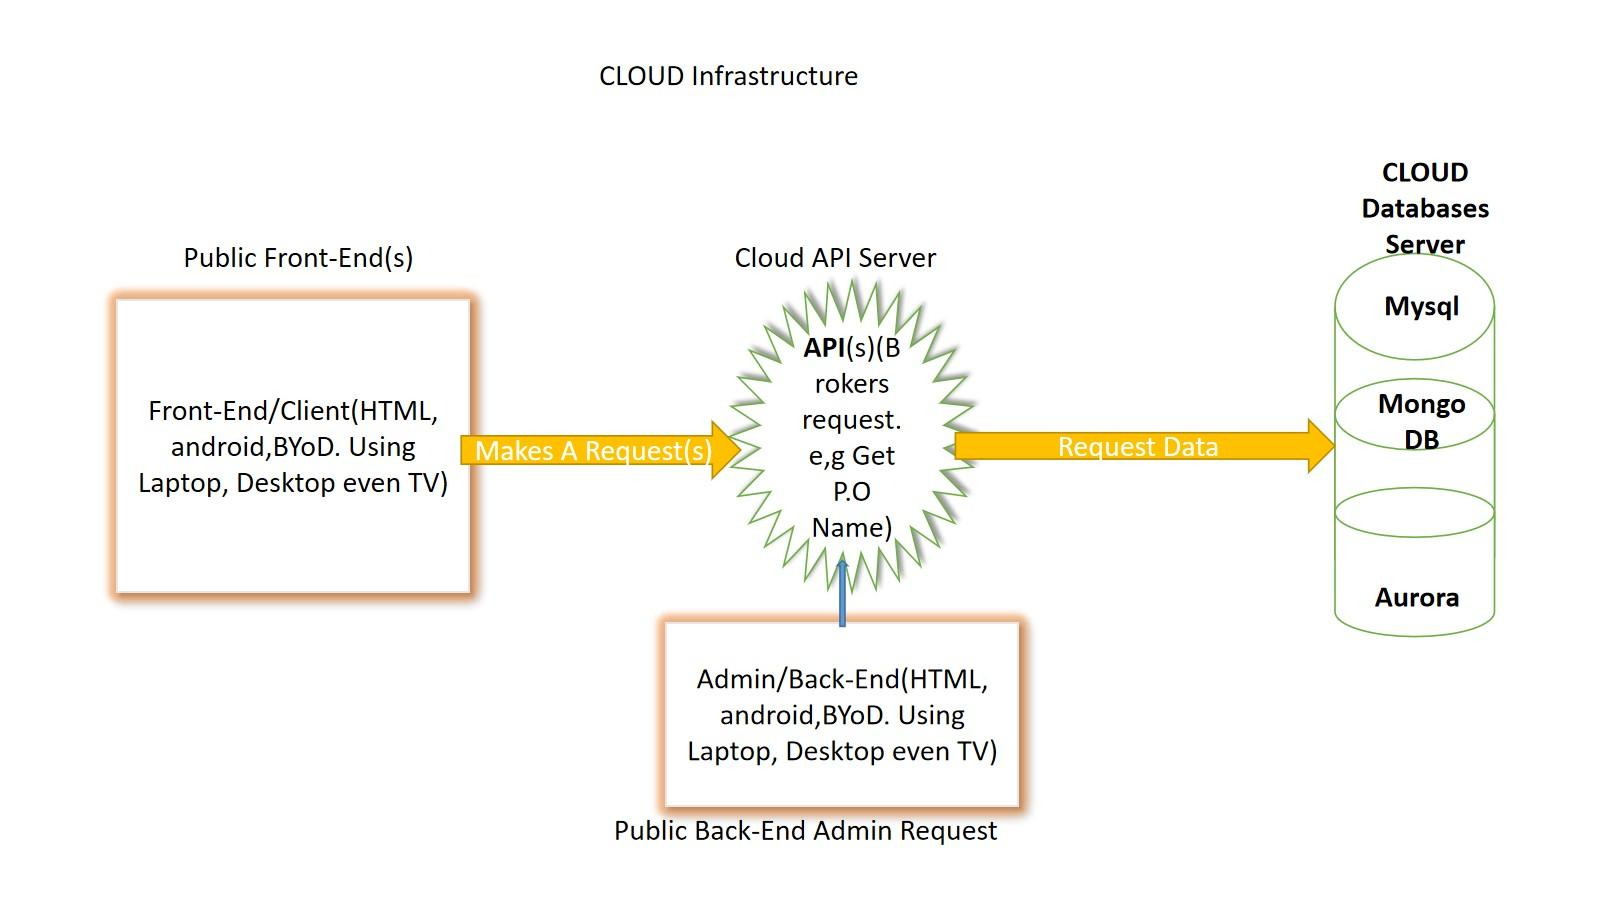 CLOUD Infrastructure
CLOUD
Databases
Server
Public Front-End(s)
Cloud API Server
Mysql
API(s)(B
rokers
request.
e,g Get
P.O
Name)
Front-End/Client(HTML,
android,BYoD. Using
Laptop, Desktop even TV)
Makes A Request(s)
Request Data
Mongo
DB
Aurora
Admin/Back-End(HTML,
android,BYoD. Using
Laptop, Desktop even TV)
Public Back-End Admin Request